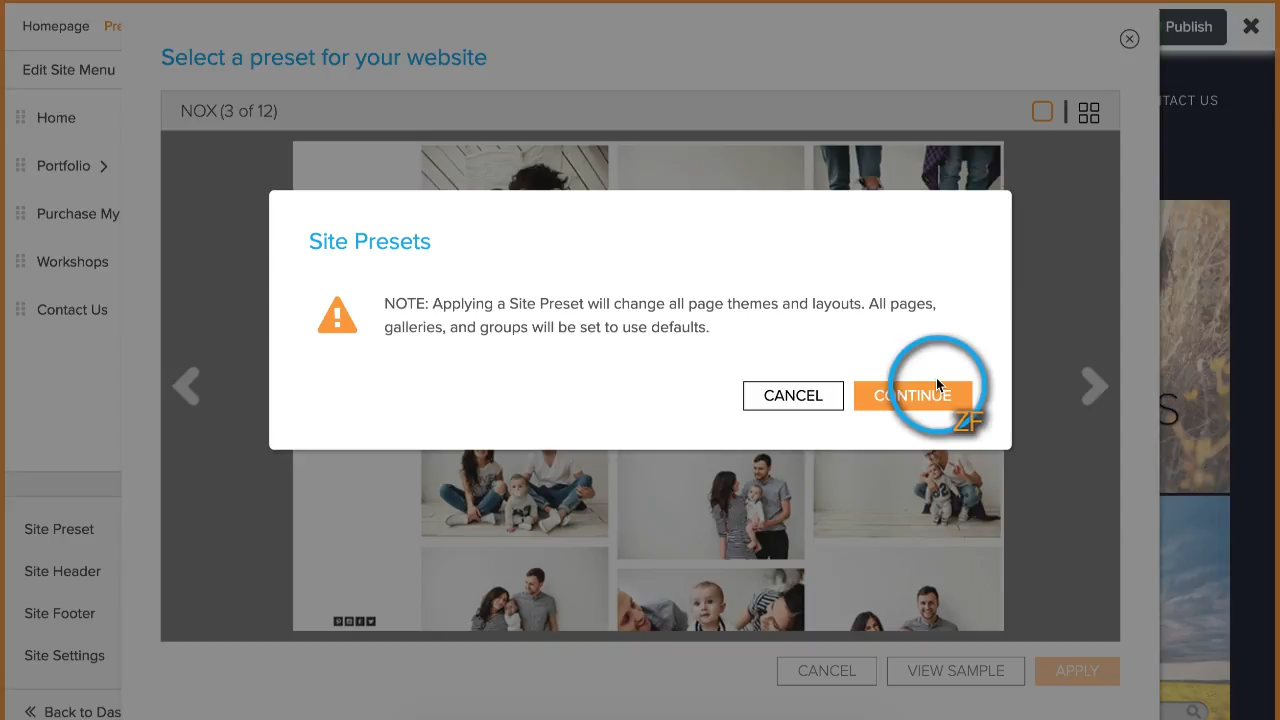 Homepage
Pre
Publish
Select a preset for your website
Edit Site Menu
NOX (3 of 12)
TACT US
Home
Portfolio
Purchase My
Workshops
Contact Us
Site Presets
NOTE: Applying a Site Preset will change all page themes and layouts. All pages,
galleries, and groups will be set to use defaults.
CANCEL
CONTINUE
ZF
S
Site Preset
Site Header
Site Footer
Site Settings
CANCEL
VIEW SAMPLE
APPLY
Back to Das